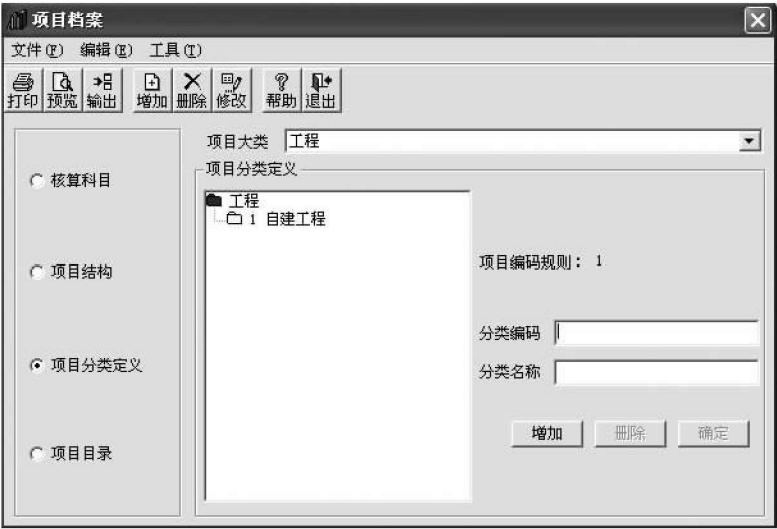 项目档案
文件(F) 编辑(E) 工具(T)
打印 预览 输出 增加 删除 修改 帮助 退出
项目大类 工程
核算科目
项目结构
项目分类定义
项目目录
项目分类定义
工程
1 自建工程
项目编码规则: 1
分类编码
分类名称
增加 删除 确定